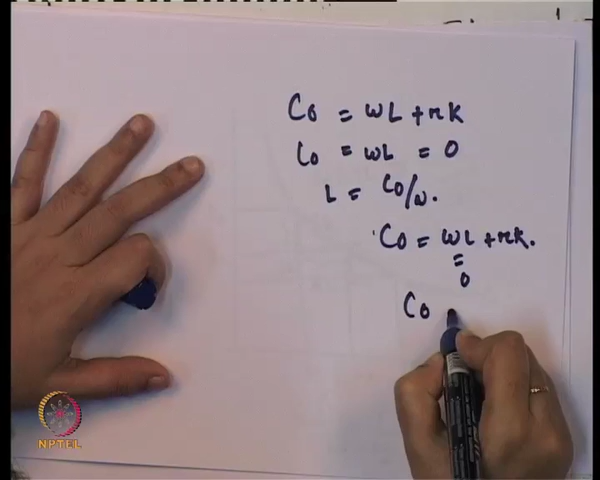 C0 = wL + rK
C0 = wL = 0
L = C0/w.
C0 = wL + rK.
=
0
C0
NPTEL